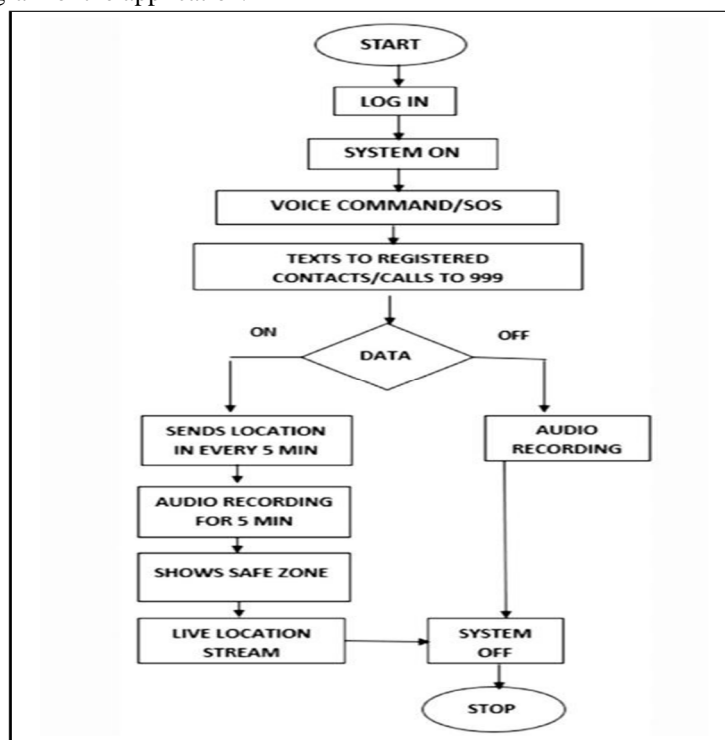 START
LOG IN
SYSTEM ON
VOICE COMMAND/SOS
TEXTS TO REGISTERED
CONTACTS/CALLS TO 999
ON
OFF
DATA
SENDS LOCATION
IN EVERY 5 MIN
AUDIO
RECORDING
AUDIO RECORDING
FOR 5 MIN
SHOWS SAFE ZONE
LIVE LOCATION
STREAM
SYSTEM
OFF
STOP